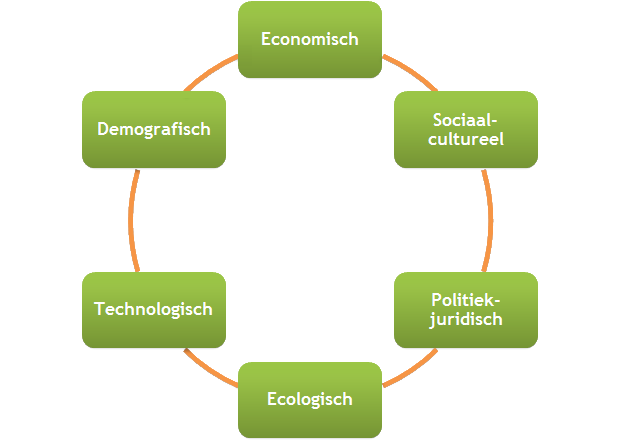 Economisch
Demografisch
Sociaal-
cultureel
Technologisch
Politiek-
juridisch
Ecologisch